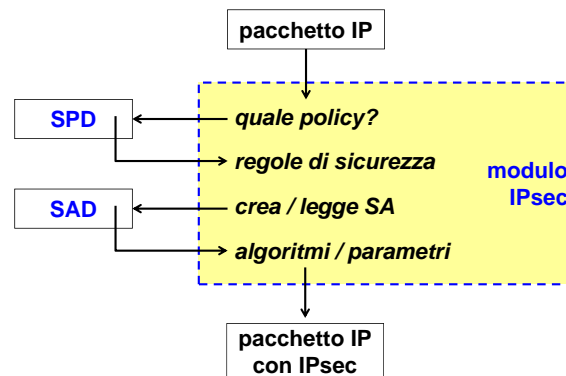 pacchetto IP
SPD
quale policy?
regole di sicurezza
modulo
IPsec
SAD
crea / legge SA
algoritmi / parametri
pacchetto IP
con IPsec